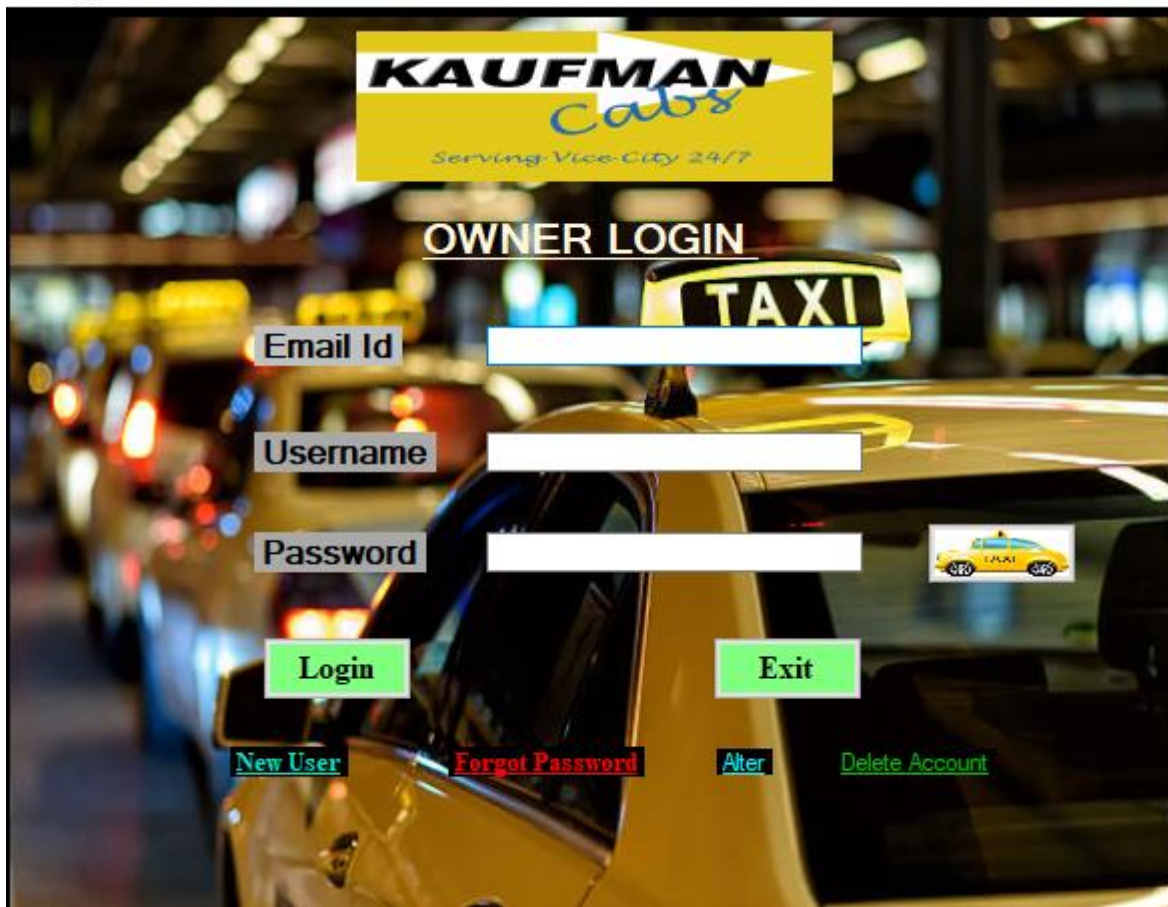 KAUFMAN
Cabs
Serving Vice City 24/7
OWNER LOGIN
TAXI
Email Id
Username
Password
TAXI
Login Exit
New User Forgot Password Alter Delete Account